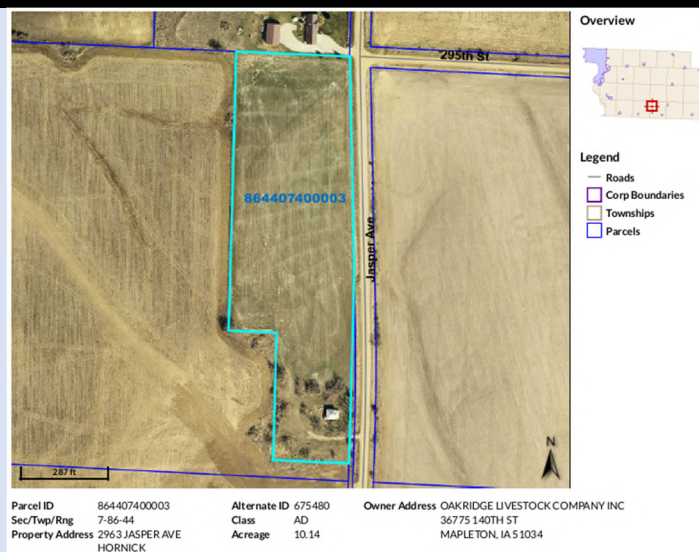 Overview
295th St
Legend
Roads
Corp Boundaries
Townships
Parcels
864407400003
Jasper Ave
N
287 ft
Parcel ID 864407400003 Alternate ID 675480 Owner Address OAKRIDGE LIVESTOCK COMPANY INC
Sec/Twp/Rng 7-86-44 Class AD 36775 140TH ST
Property Address 2963 JASPER AVE Acreage 10.14 MAPLETON, IA 51034
HORNICK